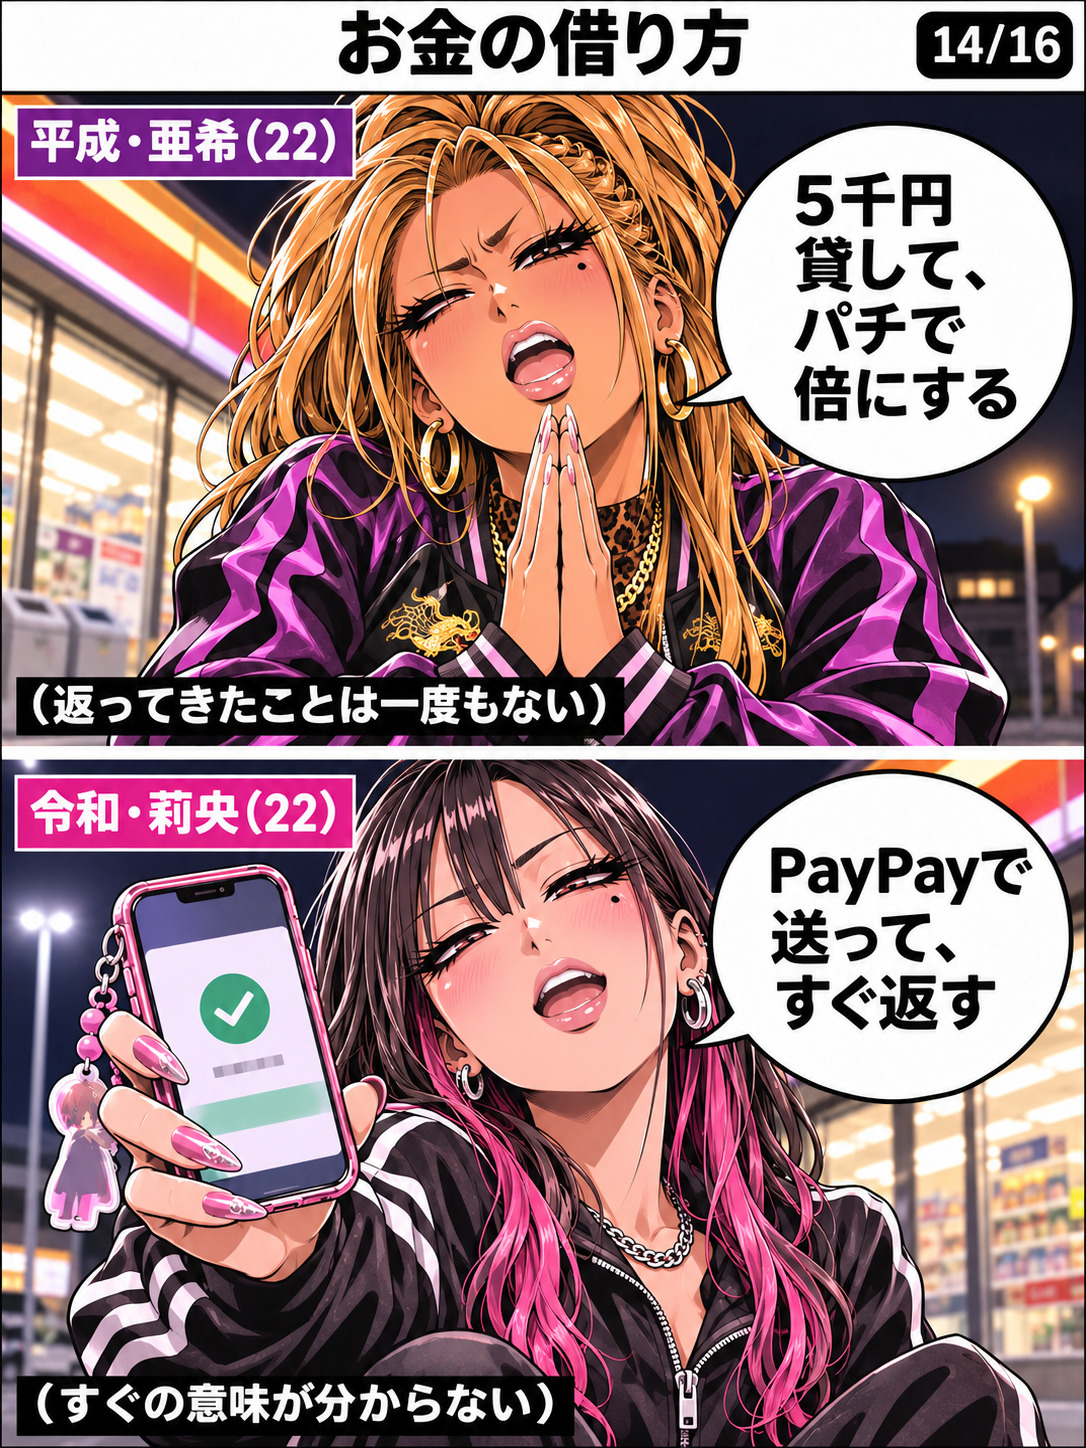 お金の借り方
14/16
平成・亜希(22)
5千円
貸して、
パチで
倍にする
(返ってきたことは一度もない)
令和・莉央(22)
PayPayで
送って、
すぐ返す
(すぐの意味が分からない)